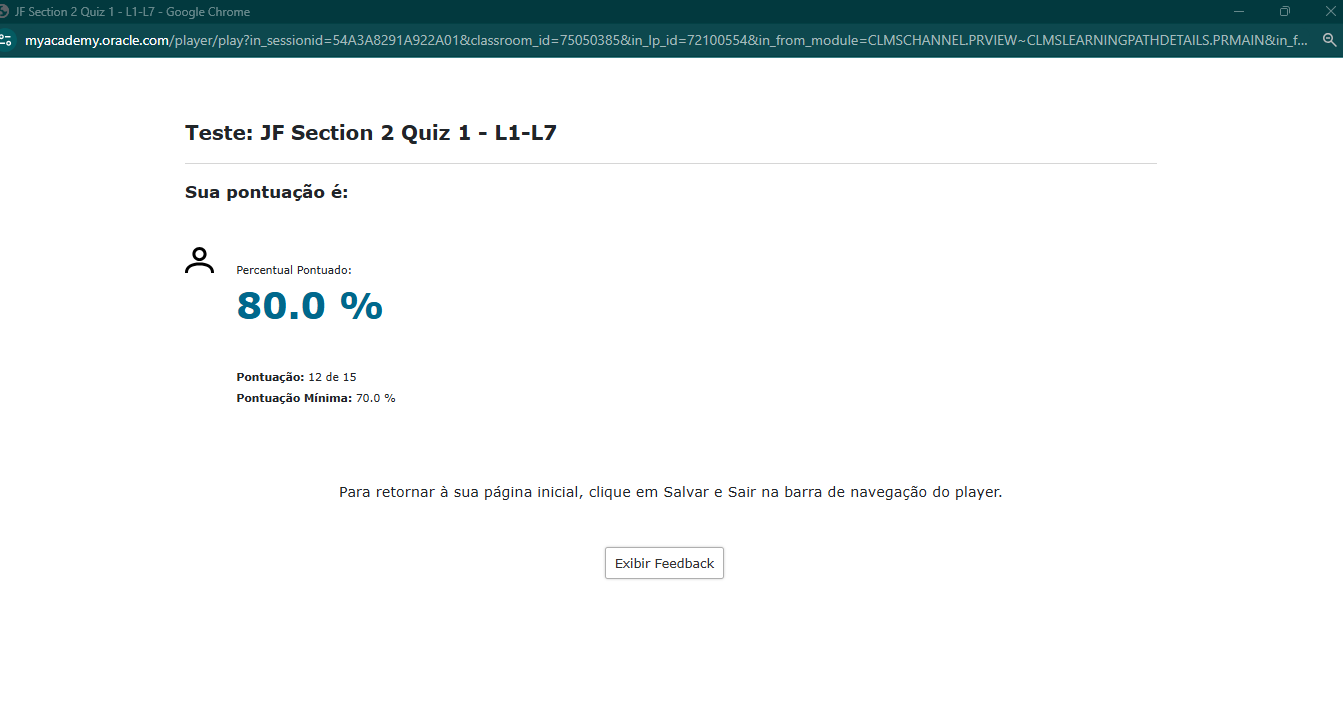 JF Section 2 Quiz 1 - L1-L7 - Google Chrome
myacademy.oracle.com/player/play?in_sessionid=54A3A8291A922A01&classroom_id=75050385&in_lp_id=72100554&in_from_module=CLMSCHANNEL.PRVIEW~CLMSLEARNINGPATHDETAILS.PRMAIN&in_f...
Teste: JF Section 2 Quiz 1 - L1-L7
Sua pontuação é:
Percentual Pontuado:
80.0 %
Pontuação: 12 de 15
Pontuação Mínima: 70.0 %
Para retornar à sua página inicial, clique em Salvar e Sair na barra de navegação do player.
Exibir Feedback